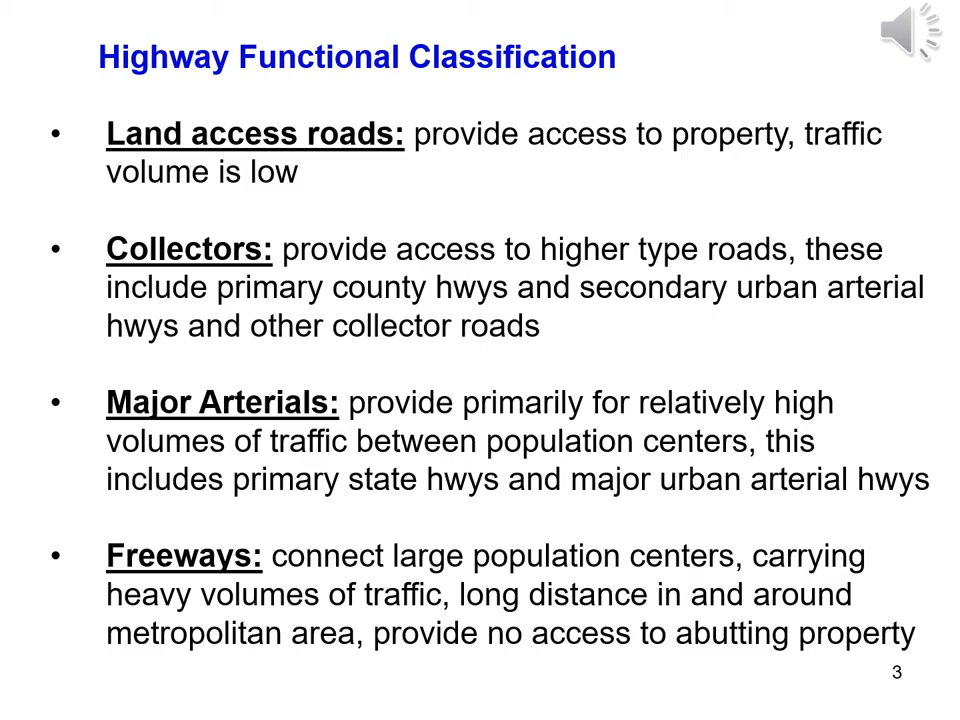 Highway Functional Classification
• Land access roads: provide access to property, traffic
volume is low
• Collectors: provide access to higher type roads, these
include primary county hwys and secondary urban arterial
hwys and other collector roads
• Major Arterials: provide primarily for relatively high
volumes of traffic between population centers, this
includes primary state hwys and major urban arterial hwys
• Freeways: connect large population centers, carrying
heavy volumes of traffic, long distance in and around
metropolitan area, provide no access to abutting property
3